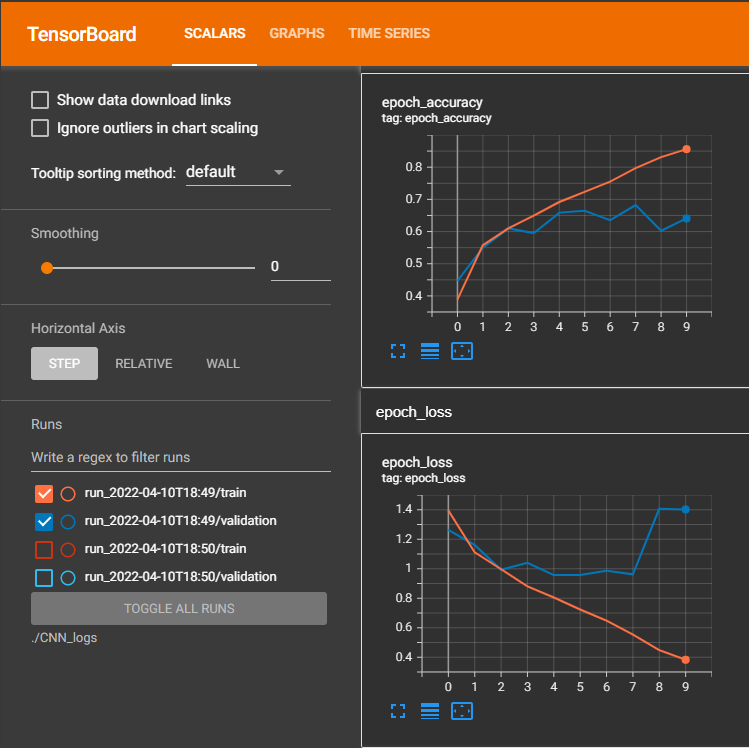 TensorBoard SCALARS GRAPHS TIME SERIES
Show data download links
Ignore outliers in chart scaling
Tooltip sorting method: default
Smoothing
0
Horizontal Axis
STEP RELATIVE WALL
Runs
Write a regex to filter runs
run_2022-04-10T18:49/train
run_2022-04-10T18:49/validation
run_2022-04-10T18:50/train
run_2022-04-10T18:50/validation
TOGGLE ALL RUNS
./CNN_logs
epoch_accuracy
tag: epoch_accuracy
0.8
0.7
0.6
0.5
0.4
0 1 2 3 4 5 6 7 8 9
epoch_loss
epoch_loss
tag: epoch_loss
1.4
1.2
1
0.8
0.6
0.4
0 1 2 3 4 5 6 7 8 9